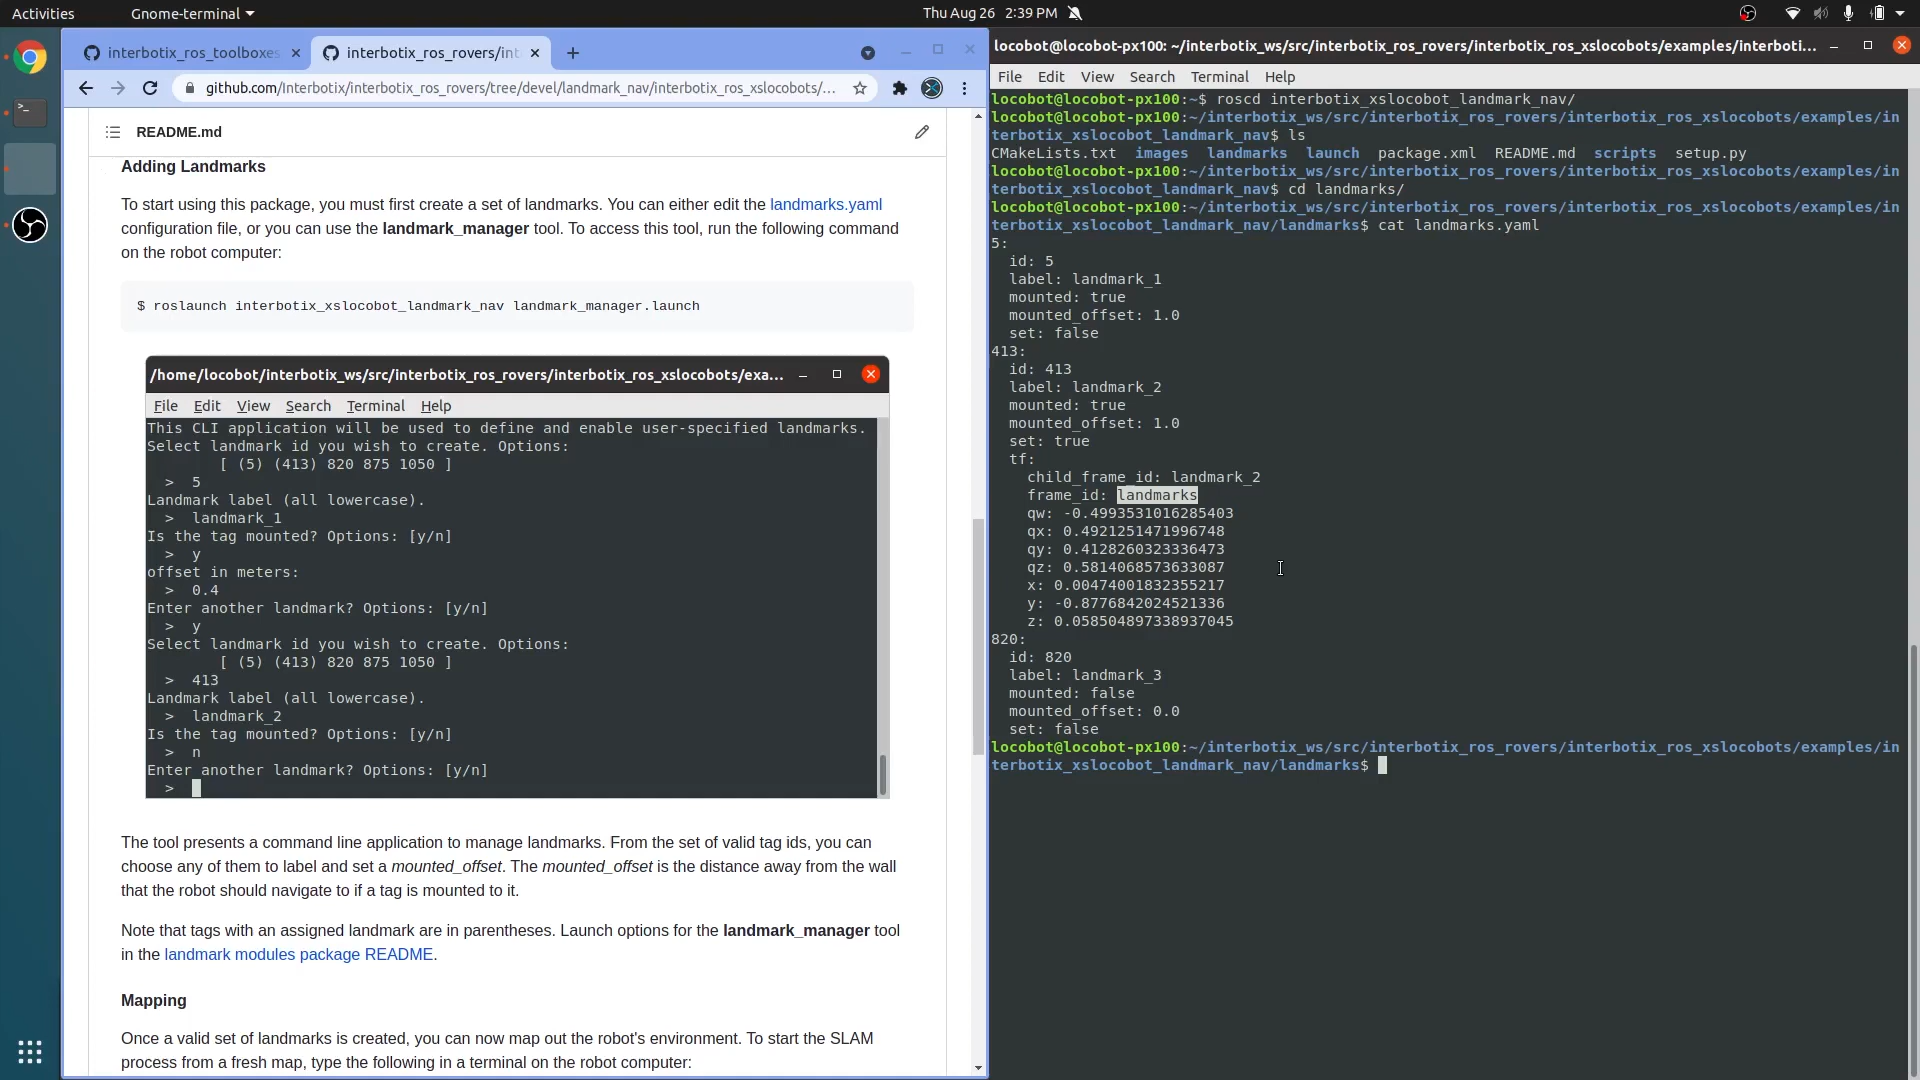 Activities
Gnome-terminal
Thu Aug 26 2:39 PM
interbotix_ros_toolboxes
interbotix_ros_rovers/int
github.com/Interbotix/interbotix_ros_rovers/tree/devel/landmark_nav/interbotix_ros_xslocobots/...
README.md
Adding Landmarks
To start using this package, you must first create a set of landmarks. You can either edit the landmarks.yaml
configuration file, or you can use the landmark_manager tool. To access this tool, run the following command
on the robot computer:
$ roslaunch interbotix_xslocobot_landmark_nav landmark_manager.launch
/home/locobot/interbotix_ws/src/interbotix_ros_rovers/interbotix_ros_xslocobots/exa...
File Edit View Search Terminal Help
This CLI application will be used to define and enable user-specified landmarks.
Select landmark id you wish to create. Options:
[ (5) (413) 820 875 1050 ]
> 5
Landmark label (all lowercase).
> landmark_1
Is the tag mounted? Options: [y/n]
> y
offset in meters:
> 0.4
Enter another landmark? Options: [y/n]
> y
Select landmark id you wish to create. Options:
[ (5) (413) 820 875 1050 ]
> 413
Landmark label (all lowercase).
> landmark_2
Is the tag mounted? Options: [y/n]
> n
Enter another landmark? Options: [y/n]
>
The tool presents a command line application to manage landmarks. From the set of valid tag ids, you can
choose any of them to label and set a mounted_offset. The mounted_offset is the distance away from the wall
that the robot should navigate to if a tag is mounted to it.
Note that tags with an assigned landmark are in parentheses. Launch options for the landmark_manager tool
in the landmark modules package README.
Mapping
Once a valid set of landmarks is created, you can now map out the robot's environment. To start the SLAM
process from a fresh map, type the following in a terminal on the robot computer:
locobot@locobot-px100: ~/interbotix_ws/src/interbotix_ros_rovers/interbotix_ros_xslocobots/examples/interboti...
File Edit View Search Terminal Help
locobot@locobot-px100:~$ roscd interbotix_xslocobot_landmark_nav/
locobot@locobot-px100:~/interbotix_ws/src/interbotix_ros_rovers/interbotix_ros_xslocobots/examples/in
terbotix_xslocobot_landmark_nav$ ls
CMakeLists.txt images landmarks launch package.xml README.md scripts setup.py
locobot@locobot-px100:~/interbotix_ws/src/interbotix_ros_rovers/interbotix_ros_xslocobots/examples/in
terbotix_xslocobot_landmark_nav$ cd landmarks/
locobot@locobot-px100:~/interbotix_ws/src/interbotix_ros_rovers/interbotix_ros_xslocobots/examples/in
terbotix_xslocobot_landmark_nav/landmarks$ cat landmarks.yaml
5:
id: 5
label: landmark_1
mounted: true
mounted_offset: 1.0
set: false
413:
id: 413
label: landmark_2
mounted: true
mounted_offset: 1.0
set: true
tf:
child_frame_id: landmark_2
frame_id: landmarks
qw: -0.4993531016285403
qx: 0.4921251471996748
qy: 0.4128260323336473
qz: 0.5814068573633087
x: 0.00474001832355217
y: -0.8776842024521336
z: 0.058504897338937045
820:
id: 820
label: landmark_3
mounted: false
mounted_offset: 0.0
set: false
locobot@locobot-px100:~/interbotix_ws/src/interbotix_ros_rovers/interbotix_ros_xslocobots/examples/in
terbotix_xslocobot_landmark_nav/landmarks$